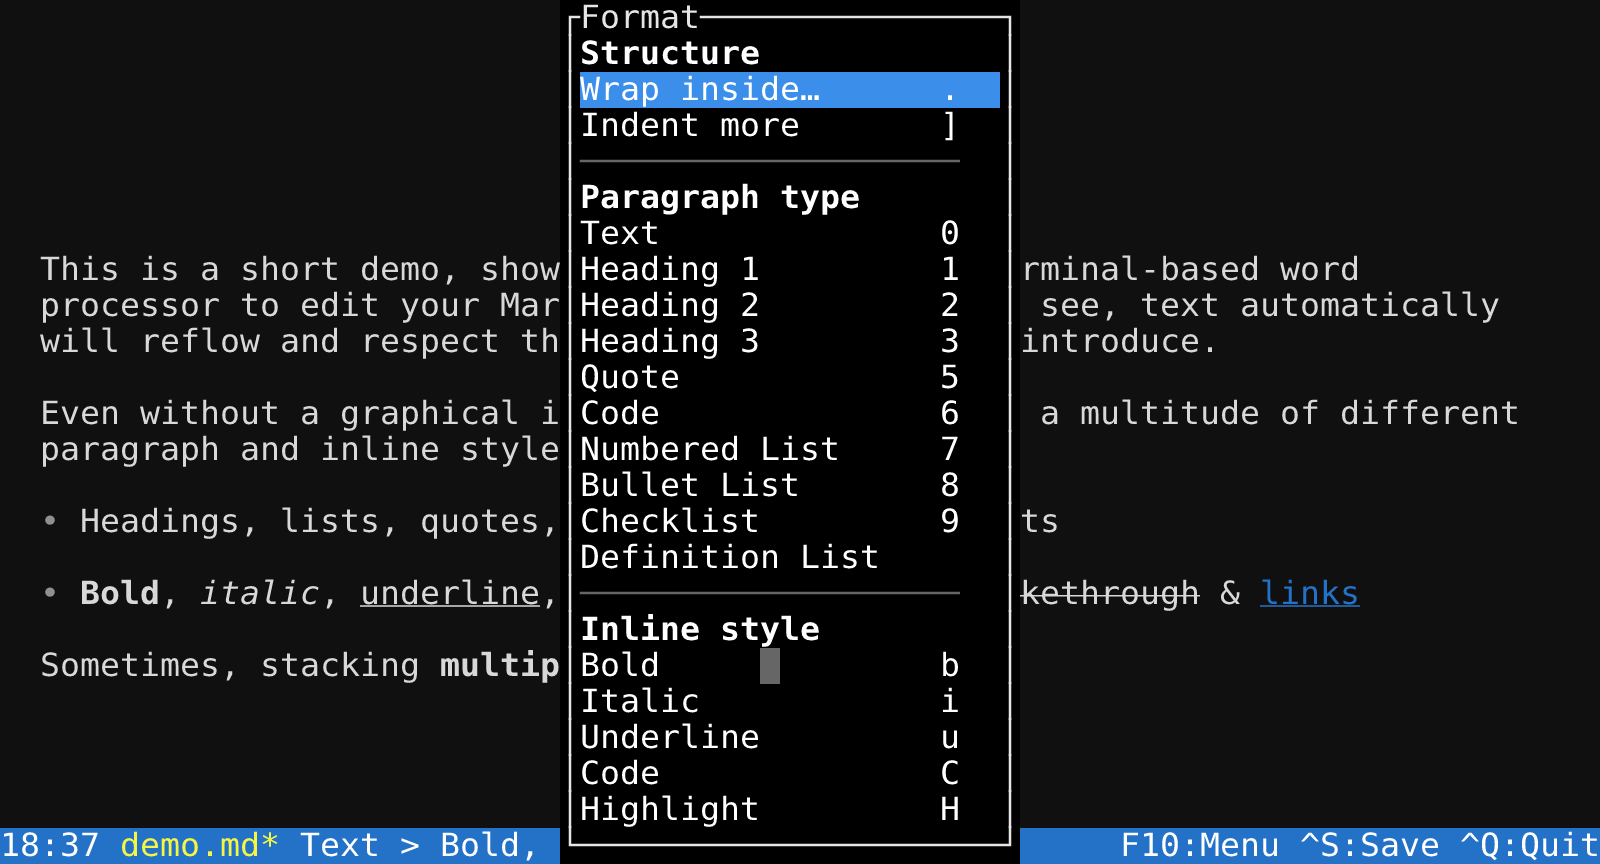 Format
Structure
Wrap inside… .
Indent more ]
Paragraph type
Text 0
Heading 1 1
Heading 2 2
Heading 3 3
Quote 5
Code 6
Numbered List 7
Bullet List 8
Checklist 9
Definition List
Inline style
Bold b
Italic i
Underline u
Code C
Highlight H
This is a short demo, show rminal-based word
processor to edit your Mar see, text automatically
will reflow and respect th introduce.
Even without a graphical i a multitude of different
paragraph and inline style
• Headings, lists, quotes, ts
• Bold, italic, underline, kethrough & links
Sometimes, stacking multip
18:37 demo.md* Text > Bold, F10:Menu ^S:Save ^Q:Quit